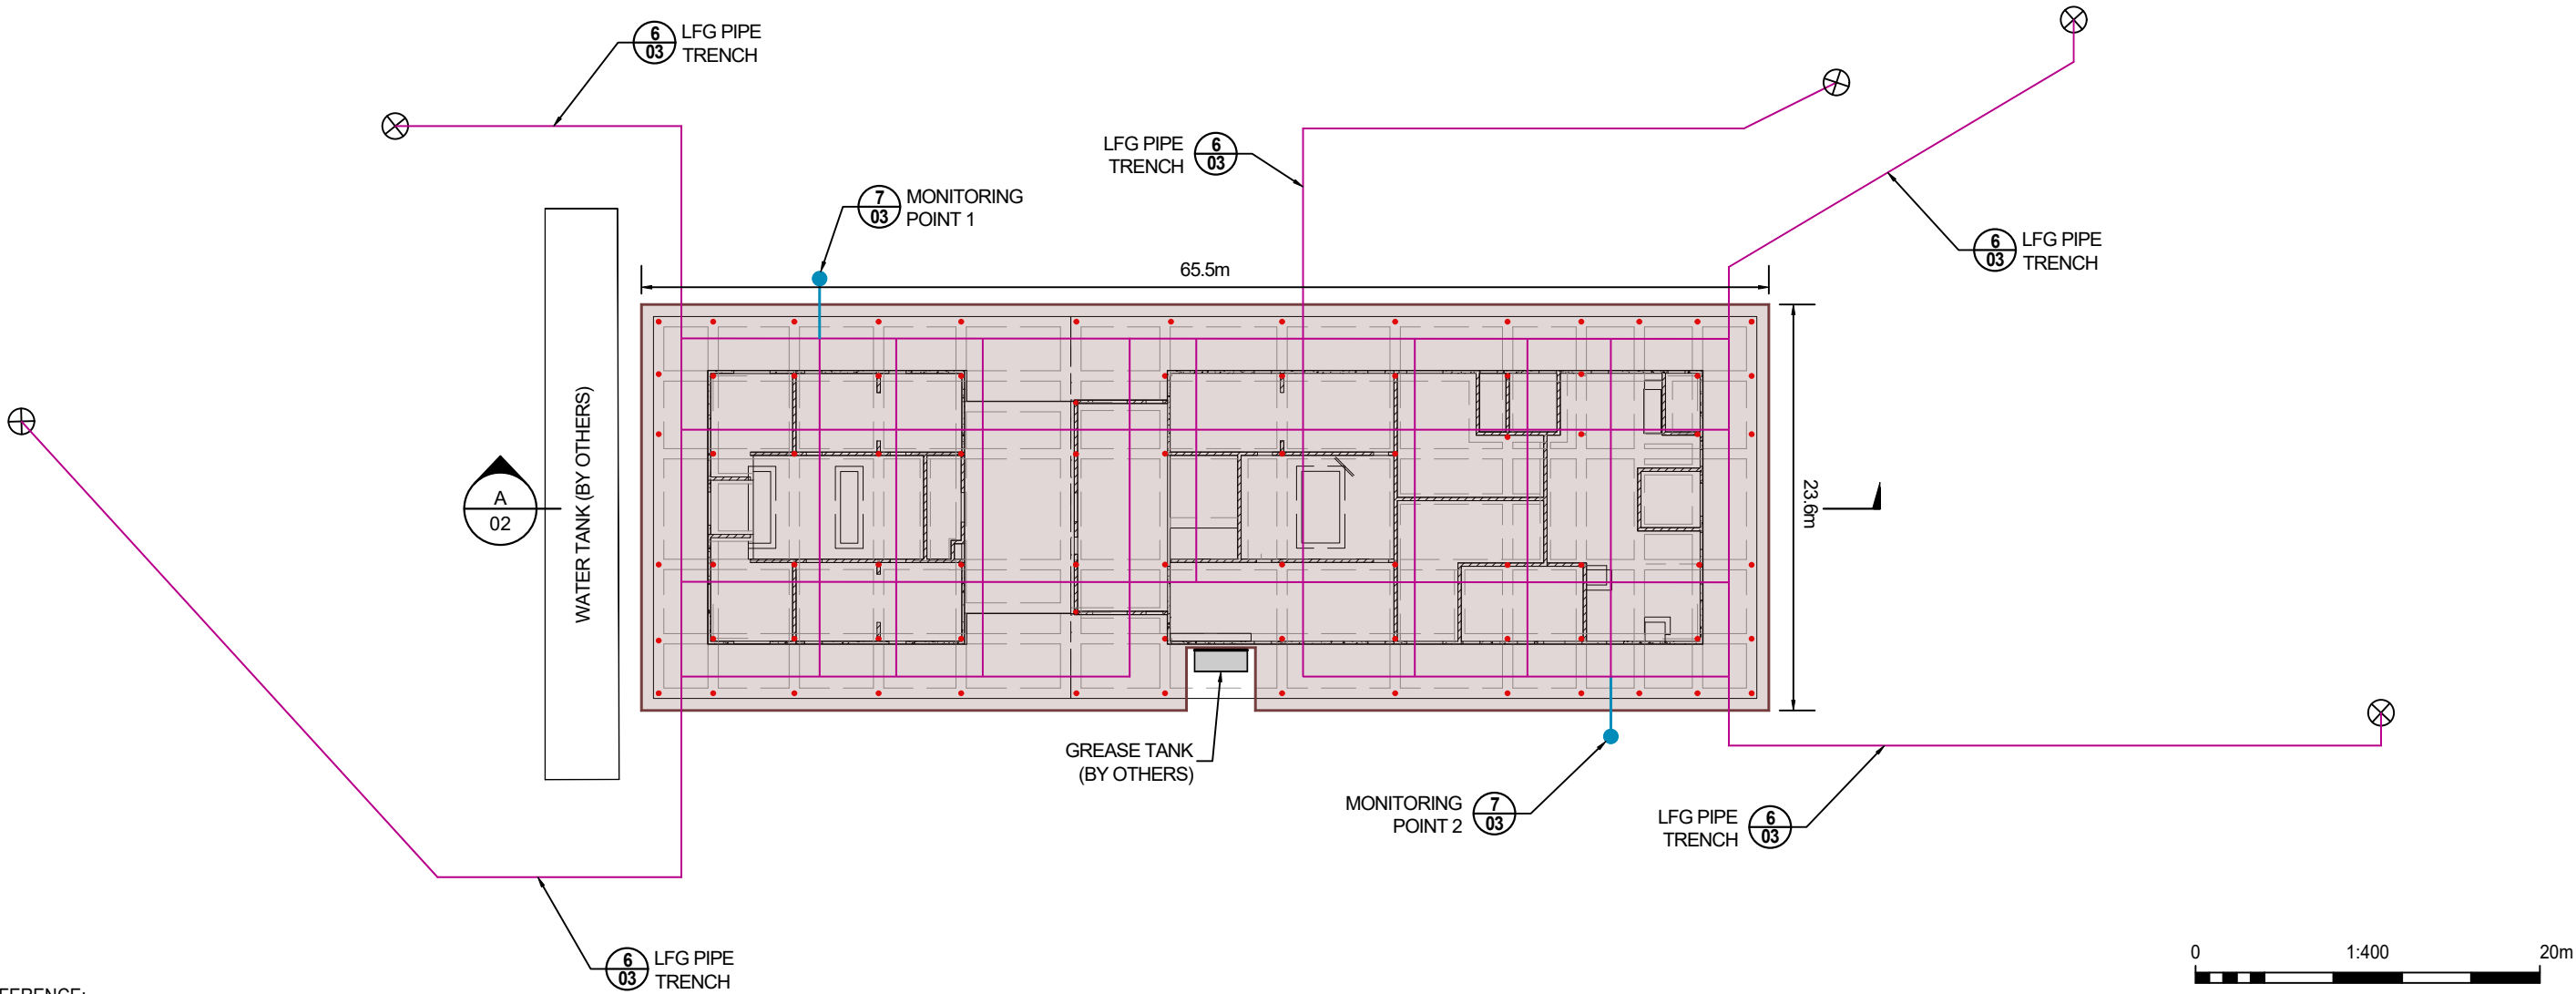 6
03
LFG PIPE
TRENCH
LFG PIPE
TRENCH
6
03
7
03
MONITORING
POINT 1
6
03
LFG PIPE
TRENCH
65.5m
23.6m
WATER TANK (BY OTHERS)
A
02
GREASE TANK
(BY OTHERS)
MONITORING
POINT 2
7
03
LFG PIPE
TRENCH
6
03
6
03
LFG PIPE
TRENCH
0 1:400 20m